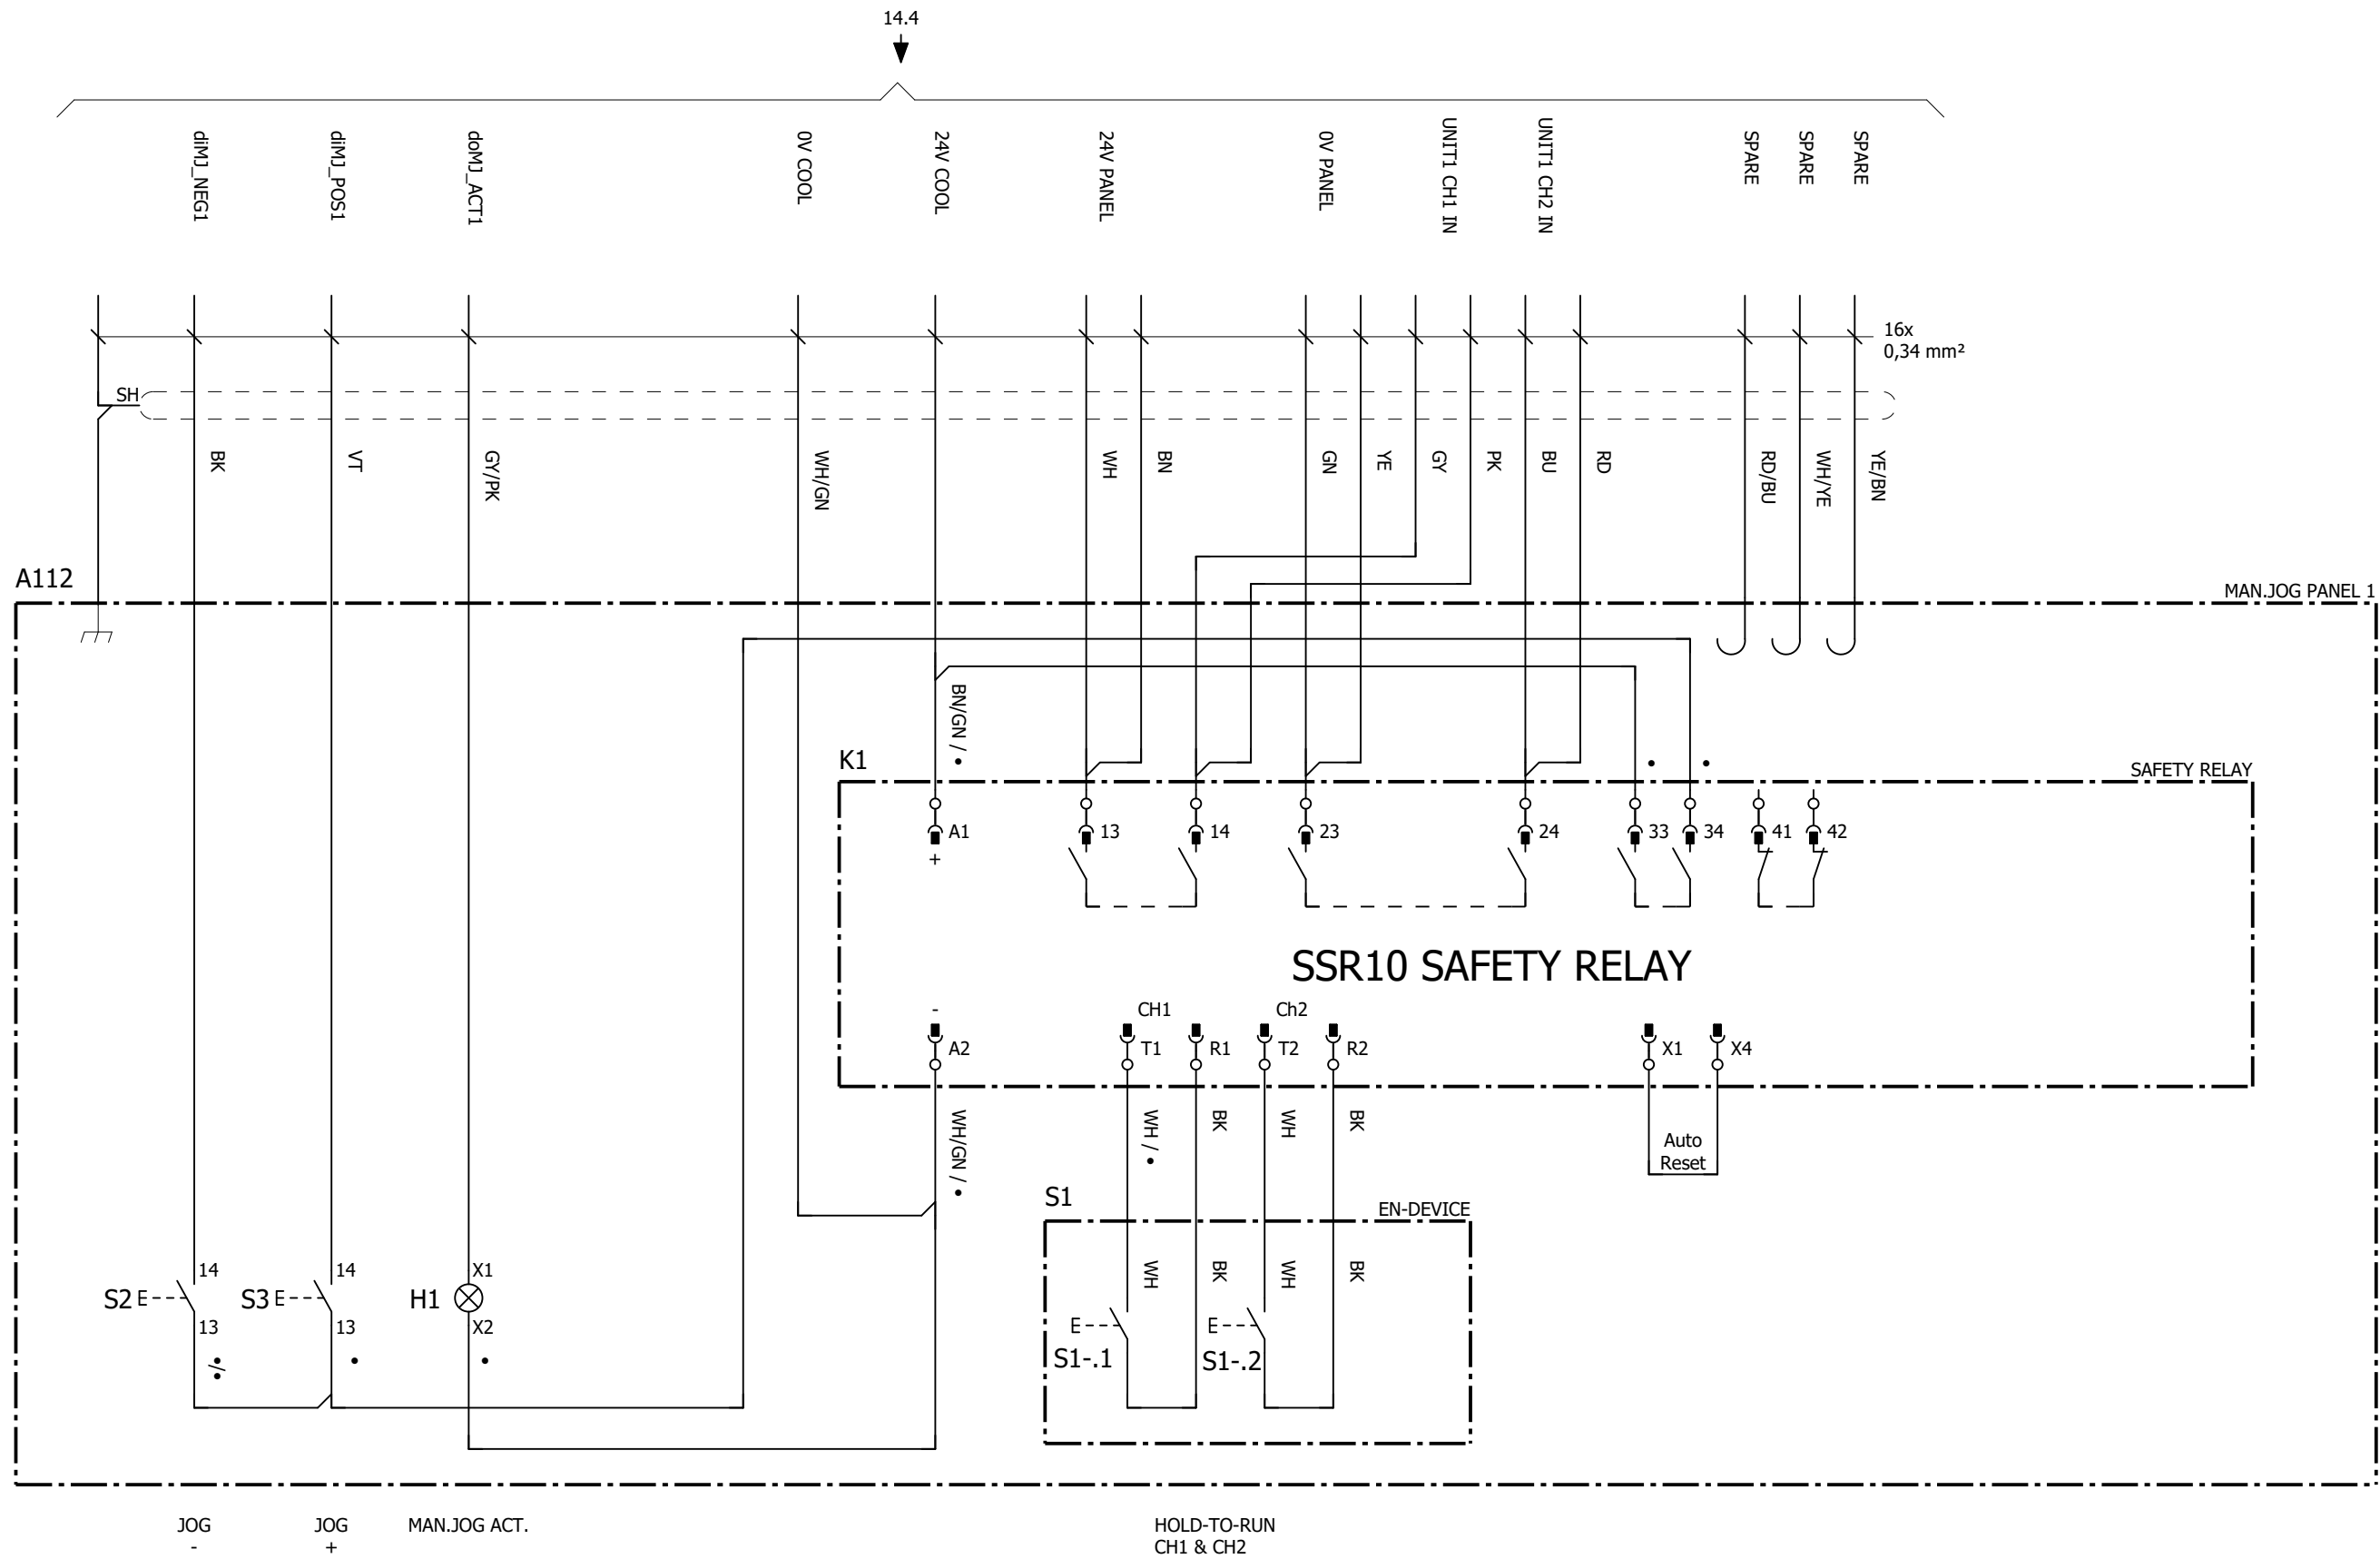 14.4
diMJ_NEG1
diMJ_POS1
doMJ_ACT1
0V COOL
24V COOL
24V PANEL
0V PANEL
UNIT1 CH1 IN
UNIT1 CH2 IN
SPARE
SPARE
SPARE
16x
0,34 mm²
SH
BK
VT
GY/PK
WH/GN
WH
BN
GN
YE
GY
PK
BU
RD
RD/BU
WH/YE
YE/BN
A112
MAN.JOG PANEL 1
BN/GN / •
K1
SAFETY RELAY
A1
13
14
23
24
33
34
41
42
+
SSR10 SAFETY RELAY
-
CH1
Ch2
A2
T1
R1
T2
R2
X1
X4
WH/GN / •
WH / •
BK
WH
BK
Auto
Reset
S1
EN-DEVICE
WH
BK
WH
BK
14
14
X1
S2
S3
H1
13
13
X2
•/•
•
•
S1-.1
S1-.2
JOG
-
JOG
+
MAN.JOG ACT.
HOLD-TO-RUN
CH1 & CH2